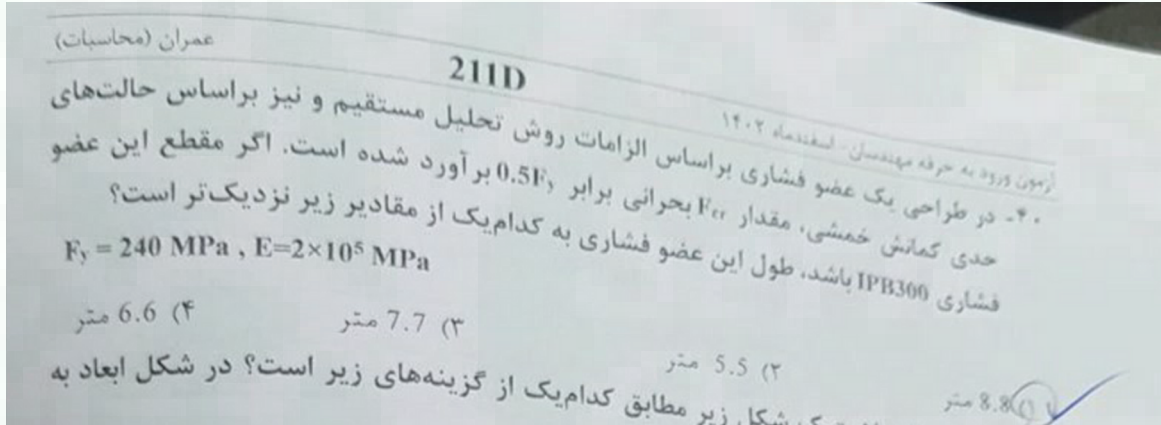 عمران (محاسبات)
211D
آزمون ورود به حرفه مهندسان - اسفندماه ۱۴۰۲
۴۰- در طراحی یک عضو فشاری براساس الزامات روش تحلیل مستقیم و نیز براساس حالت‌های
حدی کمانش خمشی، مقدار Fcr بحرانی برابر 0.5Fy برآورد شده است. اگر مقطع این عضو
فشاری IPB300 باشد، طول این عضو فشاری به کدام‌یک از مقادیر زیر نزدیک‌تر است؟
Fy = 240 MPa , E=2×10⁵ MPa
۱) 8.8 متر
۲) 5.5 متر
۳) 7.7 متر
۴) 6.6 متر
شکل زیر مطابق کدام‌یک از گزینه‌های زیر است؟ در شکل ابعاد به